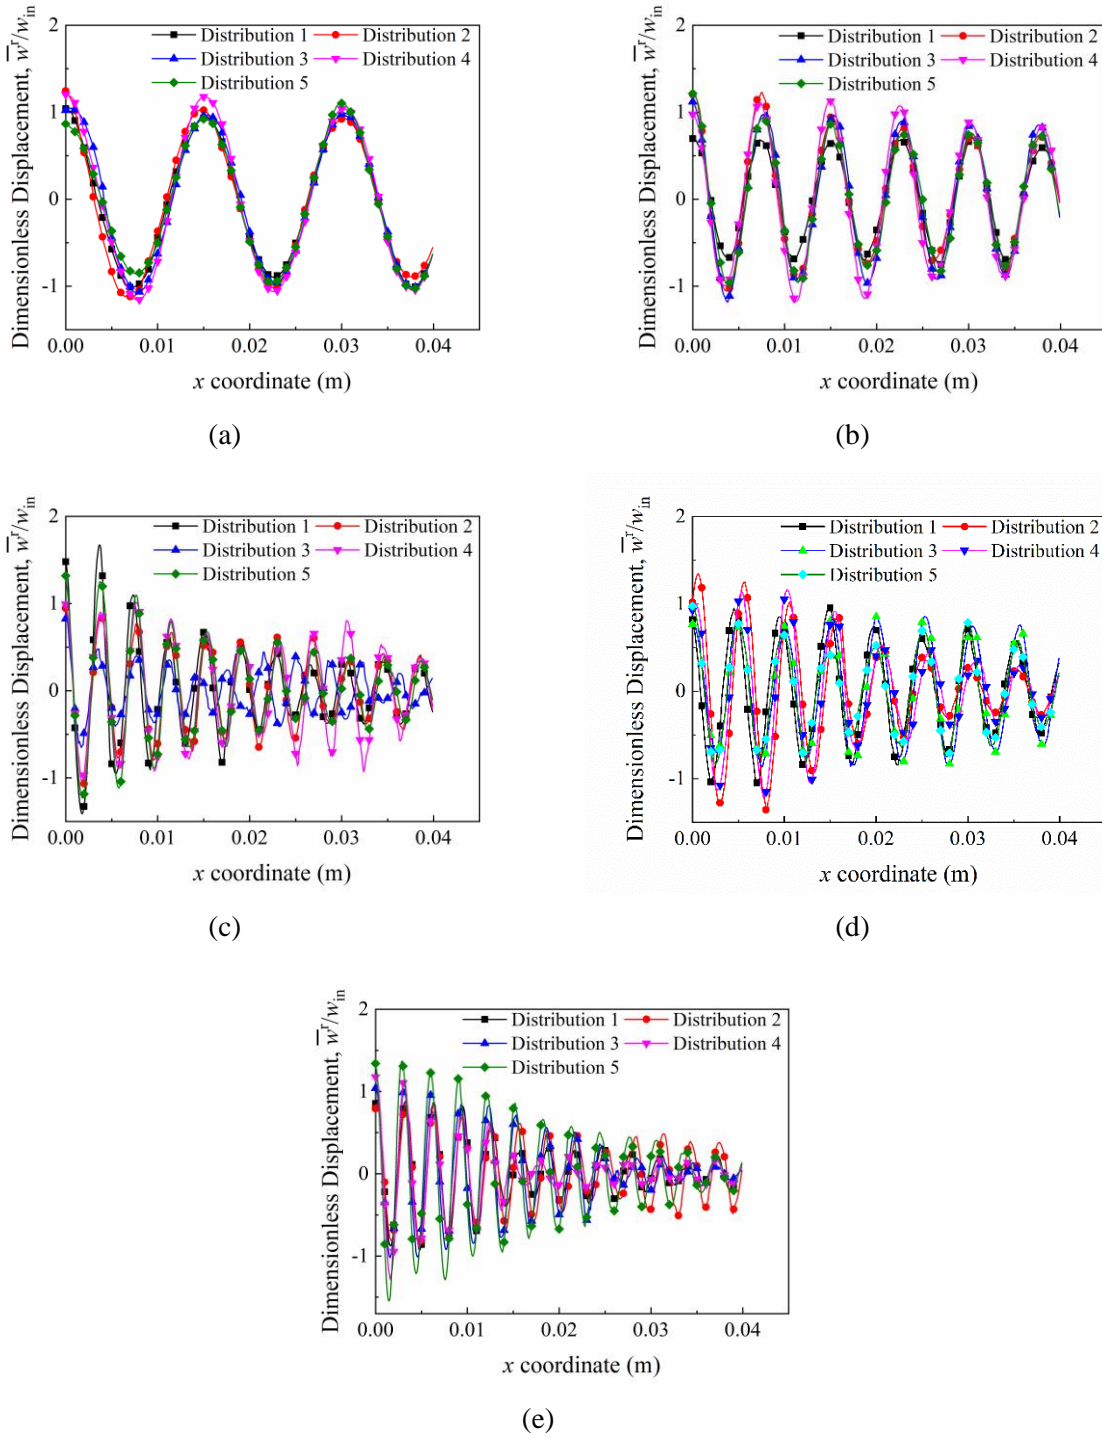 2
1
0
-1
Dimensionless Displacement, w̅ʳ/wᵢₙ
Distribution 1 Distribution 2
Distribution 3 Distribution 4
Distribution 5
0.00 0.01 0.02 0.03 0.04
x coordinate (m)
(a)
2
1
0
-1
Dimensionless Displacement, w̅ʳ/wᵢₙ
Distribution 1 Distribution 2
Distribution 3 Distribution 4
Distribution 5
0.00 0.01 0.02 0.03 0.04
x coordinate (m)
(b)
2
1
0
-1
Dimensionless Displacement, w̅ʳ/wᵢₙ
Distribution 1 Distribution 2
Distribution 3 Distribution 4
Distribution 5
0.00 0.01 0.02 0.03 0.04
x coordinate (m)
(c)
2
1
0
-1
Dimensionless Displacement, w̅ʳ/wᵢₙ
Distribution 1 Distribution 2
Distribution 3 Distribution 4
Distribution 5
0.00 0.01 0.02 0.03 0.04
x coordinate (m)
(d)
2
1
0
-1
Dimensionless Displacement, w̅ʳ/wᵢₙ
Distribution 1 Distribution 2
Distribution 3 Distribution 4
Distribution 5
0.00 0.01 0.02 0.03 0.04
x coordinate (m)
(e)